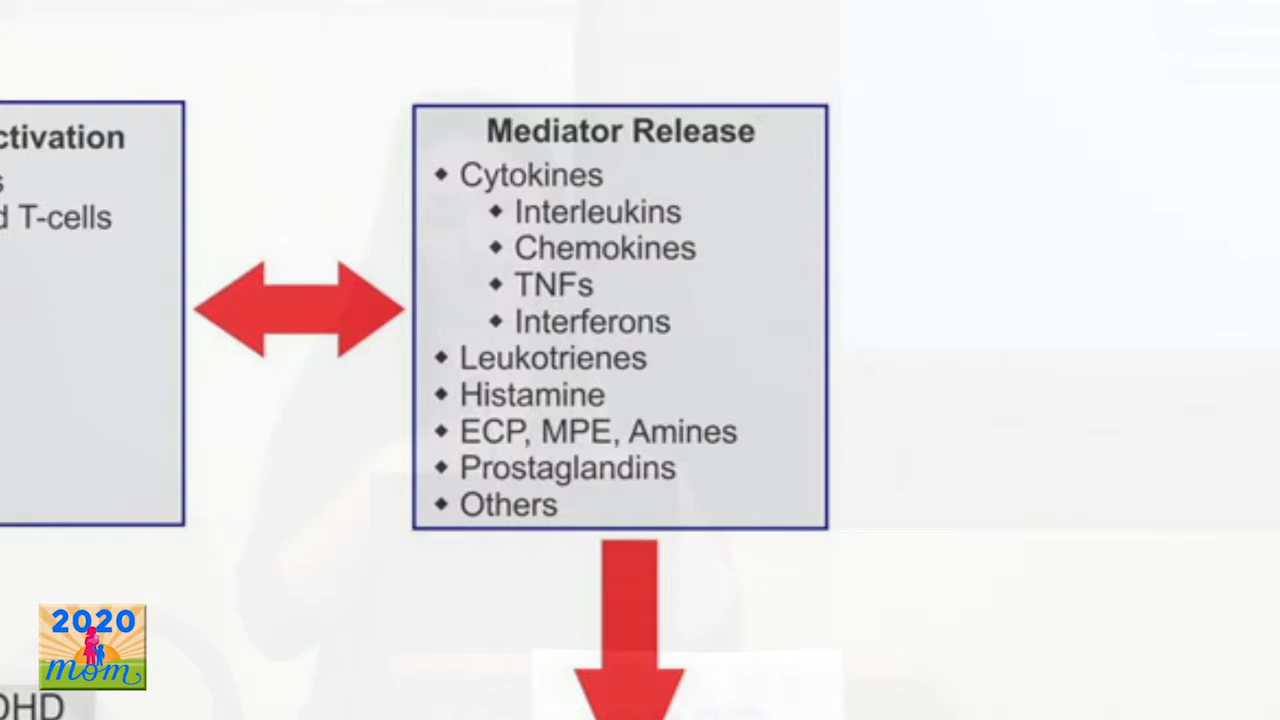 ctivation
s
d T-cells
Mediator Release
Cytokines
Interleukins
Chemokines
TNFs
Interferons
Leukotrienes
Histamine
ECP, MPE, Amines
Prostaglandins
Others
2020
mom
DHD